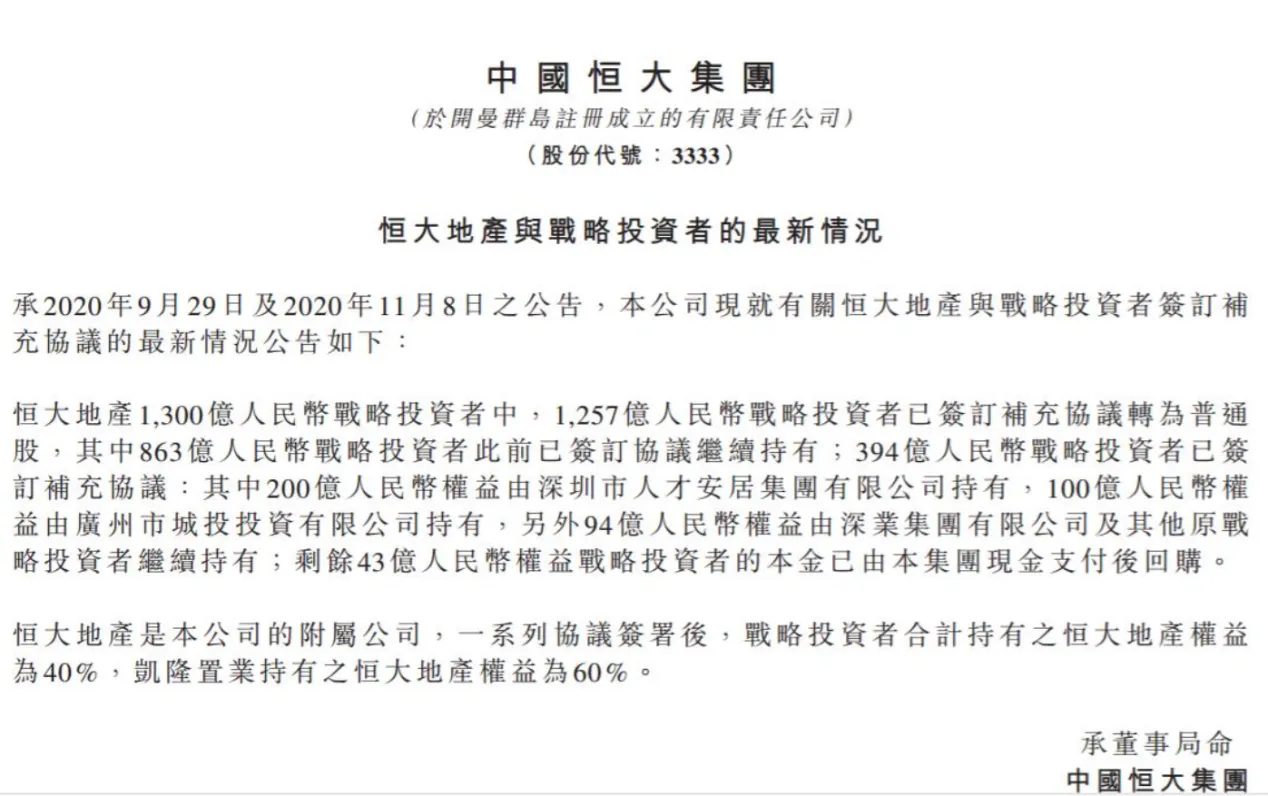 中國恒大集團
(於開曼群島註冊成立的有限責任公司)
(股份代號：3333)
恒大地產與戰略投資者的最新情況
承2020年9月29日及2020年11月8日之公告，本公司現就有關恒大地產與戰略投資者簽訂補
充協議的最新情況公告如下：
恒大地產1,300億人民幣戰略投資者中，1,257億人民幣戰略投資者已簽訂補充協議轉為普通
股，其中863億人民幣戰略投資者此前已簽訂協議繼續持有；394億人民幣戰略投資者已簽
訂補充協議：其中200億人民幣權益由深圳市人才安居集團有限公司持有，100億人民幣權
益由廣州市城投投資有限公司持有，另外94億人民幣權益由深業集團有限公司及其他原戰
略投資者繼續持有；剩餘43億人民幣權益戰略投資者的本金已由本集團現金支付後回購。
恒大地產是本公司的附屬公司，一系列協議簽署後，戰略投資者合計持有之恒大地產權益
為40%，凱隆置業持有之恒大地產權益為60%。
承董事局命
中國恒大集團